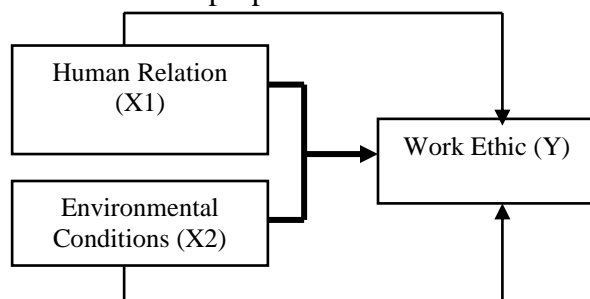 Human Relation
(X1)
Work Ethic (Y)
Environmental
Conditions (X2)